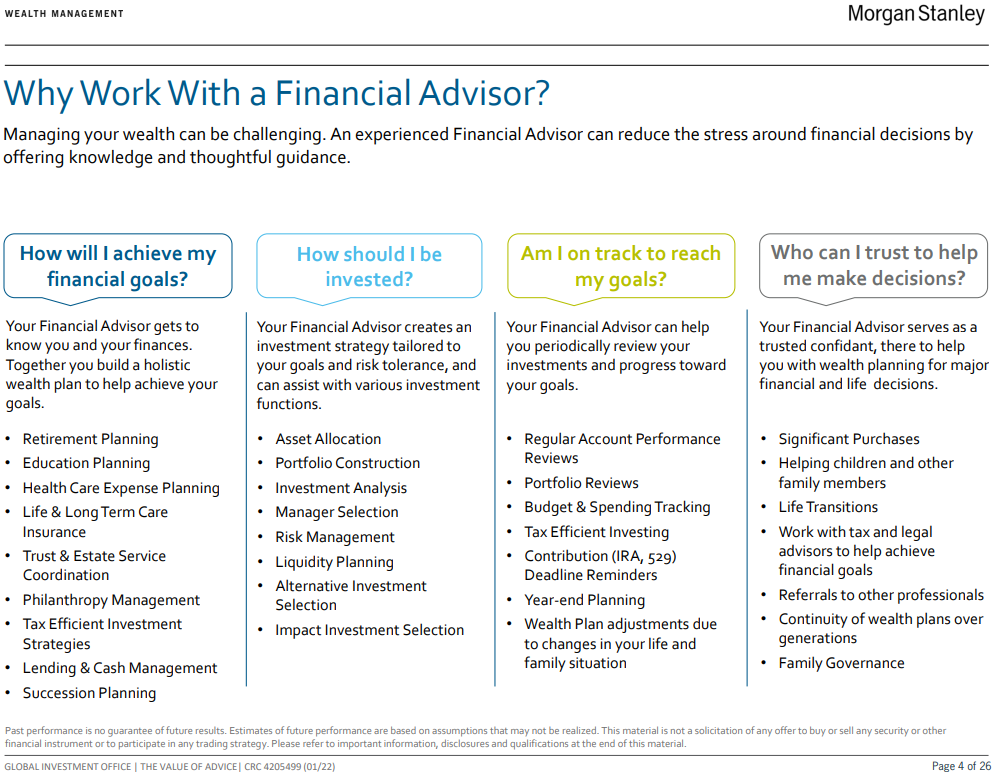 WEALTH MANAGEMENT
Morgan Stanley
Why Work With a Financial Advisor?
Managing your wealth can be challenging. An experienced Financial Advisor can reduce the stress around financial decisions by
offering knowledge and thoughtful guidance.
How will I achieve my
financial goals?
Your Financial Advisor gets to
know you and your finances.
Together you build a holistic
wealth plan to help achieve your
goals.
• Retirement Planning
• Education Planning
• Health Care Expense Planning
• Life & Long Term Care
Insurance
• Trust & Estate Service
Coordination
• Philanthropy Management
• Tax Efficient Investment
Strategies
• Lending & Cash Management
• Succession Planning
How should I be
invested?
Your Financial Advisor creates an
investment strategy tailored to
your goals and risk tolerance, and
can assist with various investment
functions.
• Asset Allocation
• Portfolio Construction
• Investment Analysis
• Manager Selection
• Risk Management
• Liquidity Planning
• Alternative Investment
Selection
• Impact Investment Selection
Am I on track to reach
my goals?
Your Financial Advisor can help
you periodically review your
investments and progress toward
your goals.
• Regular Account Performance
Reviews
• Portfolio Reviews
• Budget & Spending Tracking
• Tax Efficient Investing
• Contribution (IRA, 529)
Deadline Reminders
• Year-end Planning
• Wealth Plan adjustments due
to changes in your life and
family situation
Who can I trust to help
me make decisions?
Your Financial Advisor serves as a
trusted confidant, there to help
you with wealth planning for major
financial and life decisions.
• Significant Purchases
• Helping children and other
family members
• Life Transitions
• Work with tax and legal
advisors to help achieve
financial goals
• Referrals to other professionals
• Continuity of wealth plans over
generations
• Family Governance
Past performance is no guarantee of future results. Estimates of future performance are based on assumptions that may not be realized. This material is not a solicitation of any offer to buy or sell any security or other
financial instrument or to participate in any trading strategy. Please refer to important information, disclosures and qualifications at the end of this material.
GLOBAL INVESTMENT OFFICE | THE VALUE OF ADVICE| CRC 4205499 (01/22)
Page 4 of 26